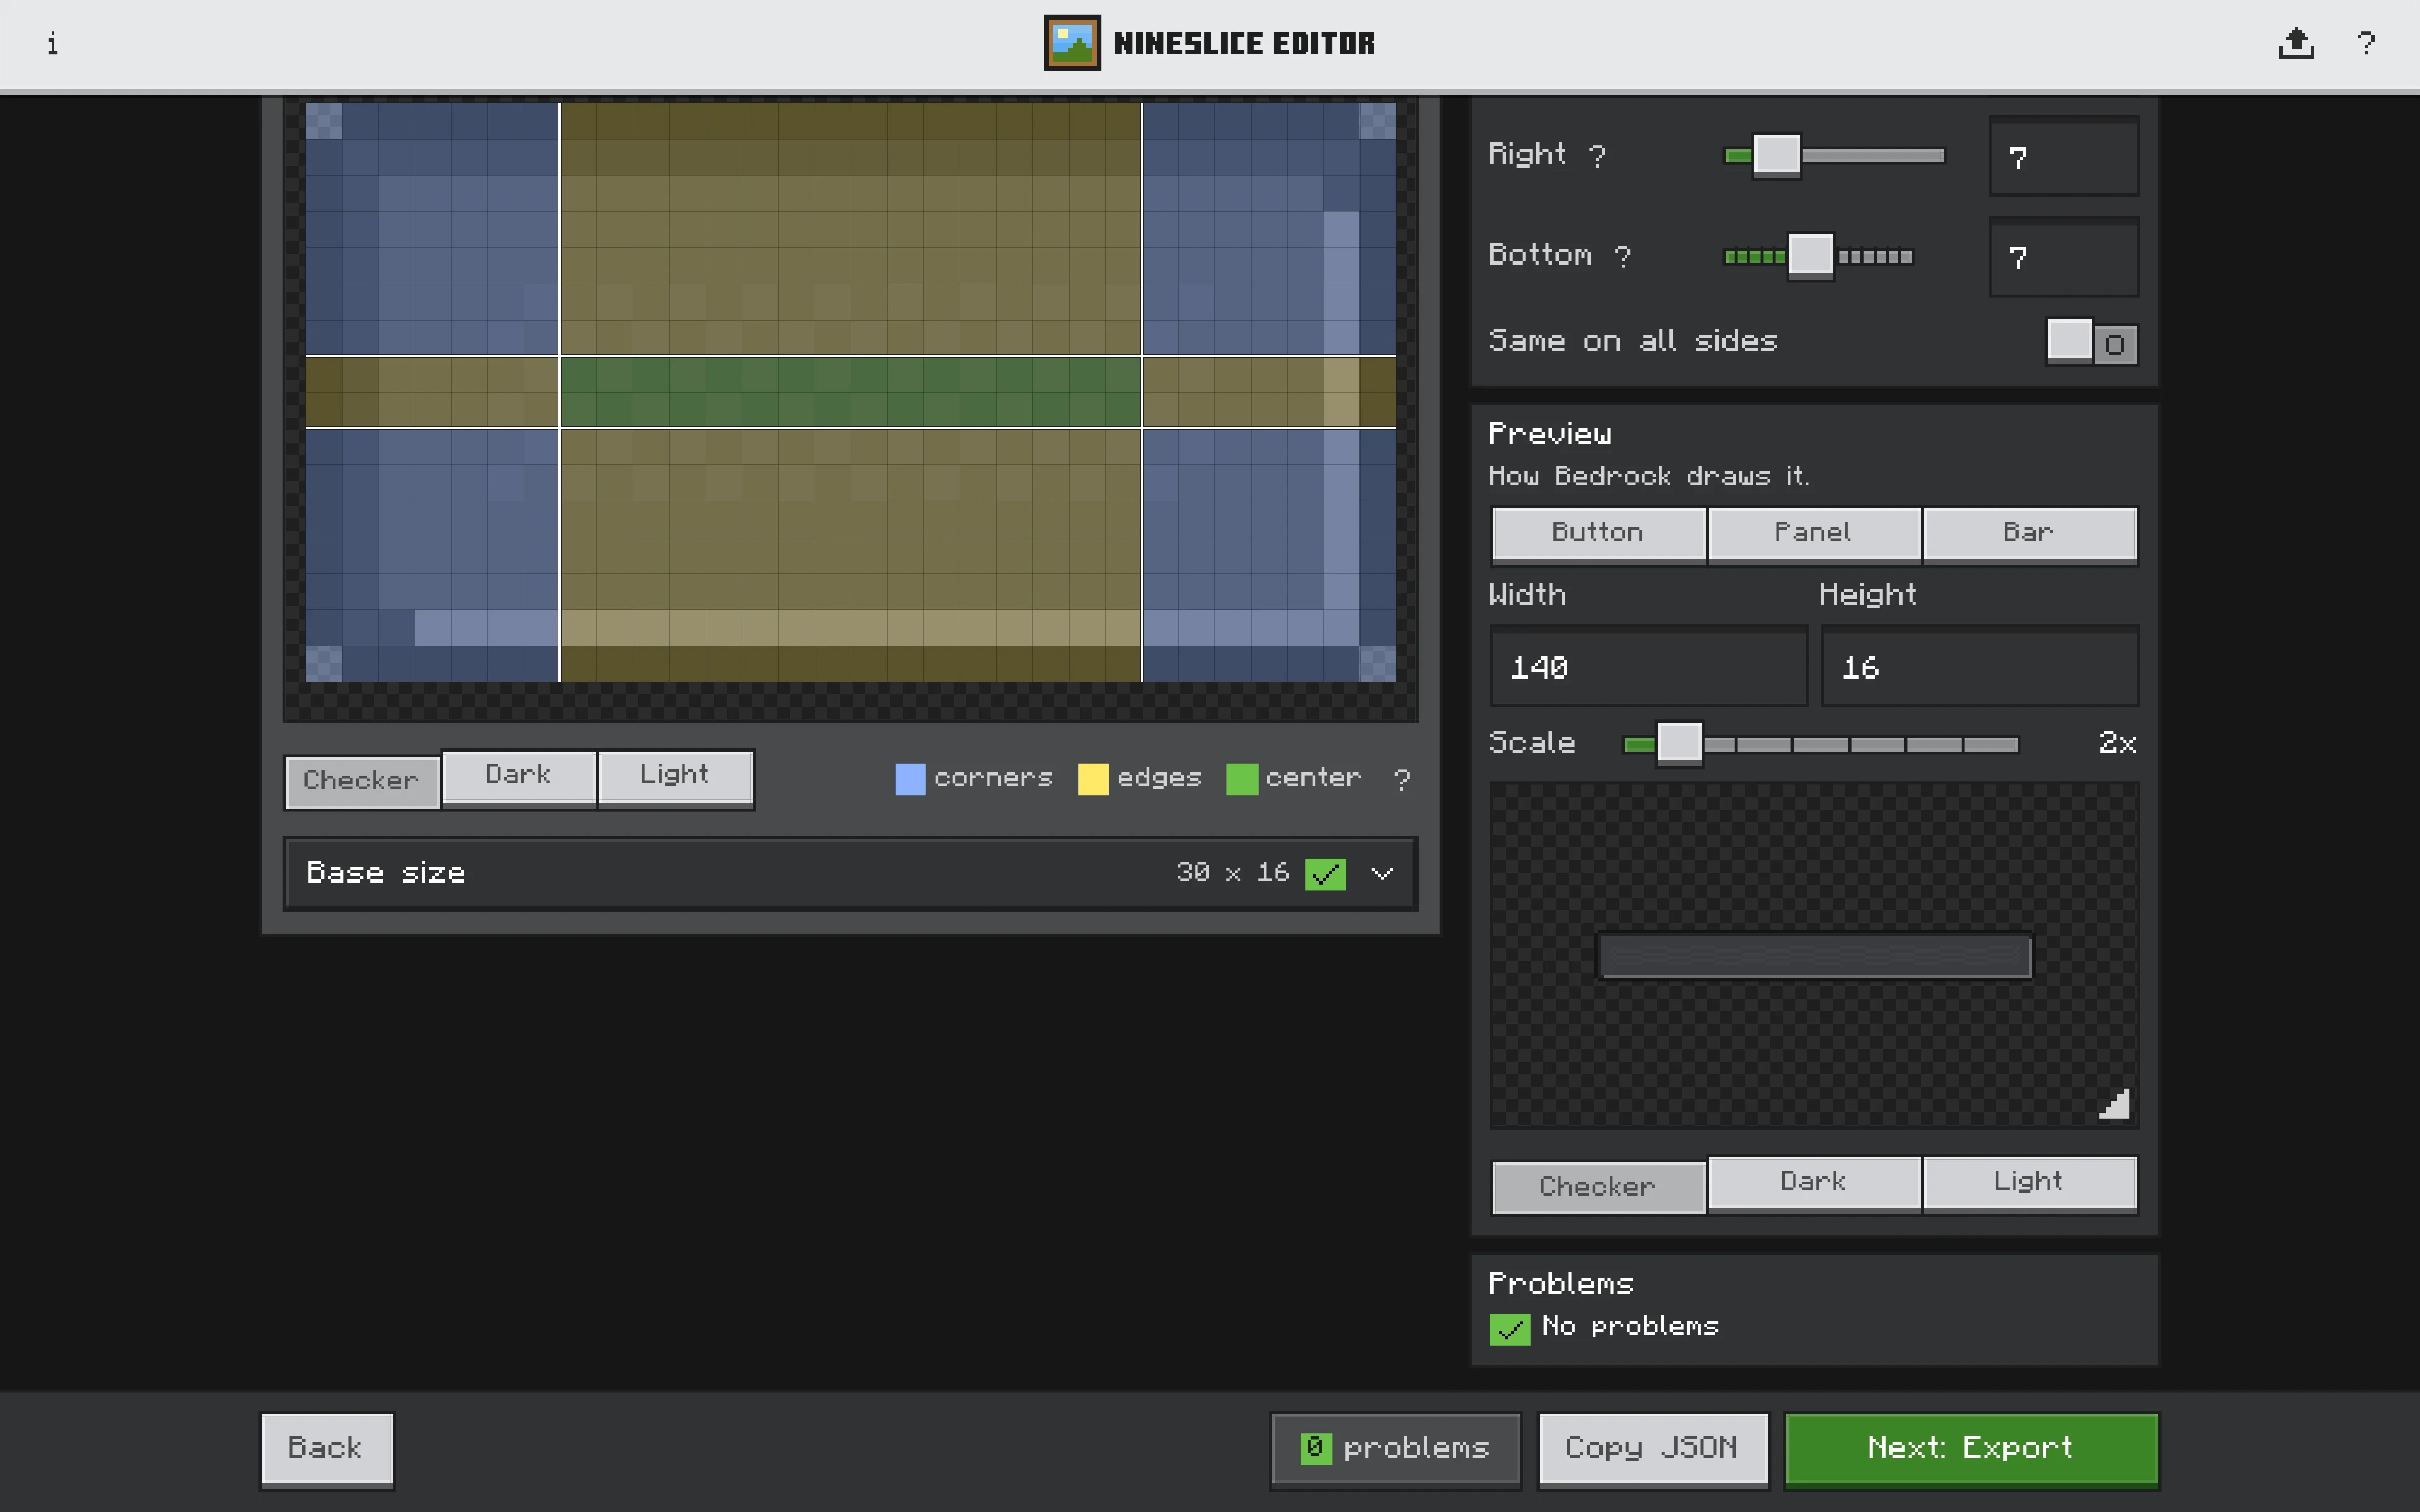 i
NINESLICE EDITOR
?
Right ?
7
Bottom ?
7
Same on all sides
Preview
How Bedrock draws it.
Button
Panel
Bar
Width
Height
140
16
Scale
2x
Checker
Dark
Light
corners
edges
center
?
Base size
30 x 16
Checker
Dark
Light
Problems
No problems
Back
0 problems
Copy JSON
Next: Export